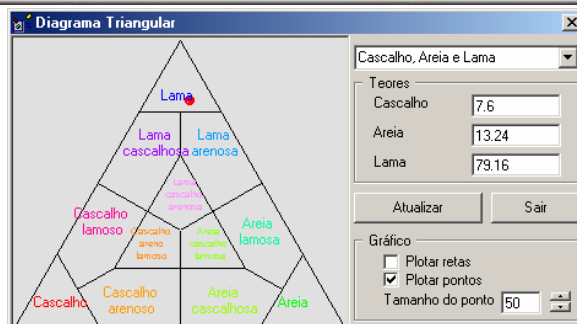 Diagrama Triangular
Cascalho, Areia e Lama
Teores
Cascalho 7.6
Areia 13.24
Lama 79.16
Atualizar Sair
Gráfico
Plotar retas
Plotar pontos
Tamanho do ponto 50
Lama
Lama
cascalhosa
Lama
arenosa
Lama
cascalho
arenosa
Cascalho
lamoso
Cascalho
areno
lamoso
Areia
cascalho
lamosa
Areia
lamosa
Cascalho
Cascalho
arenoso
Areia
cascalhosa
Areia